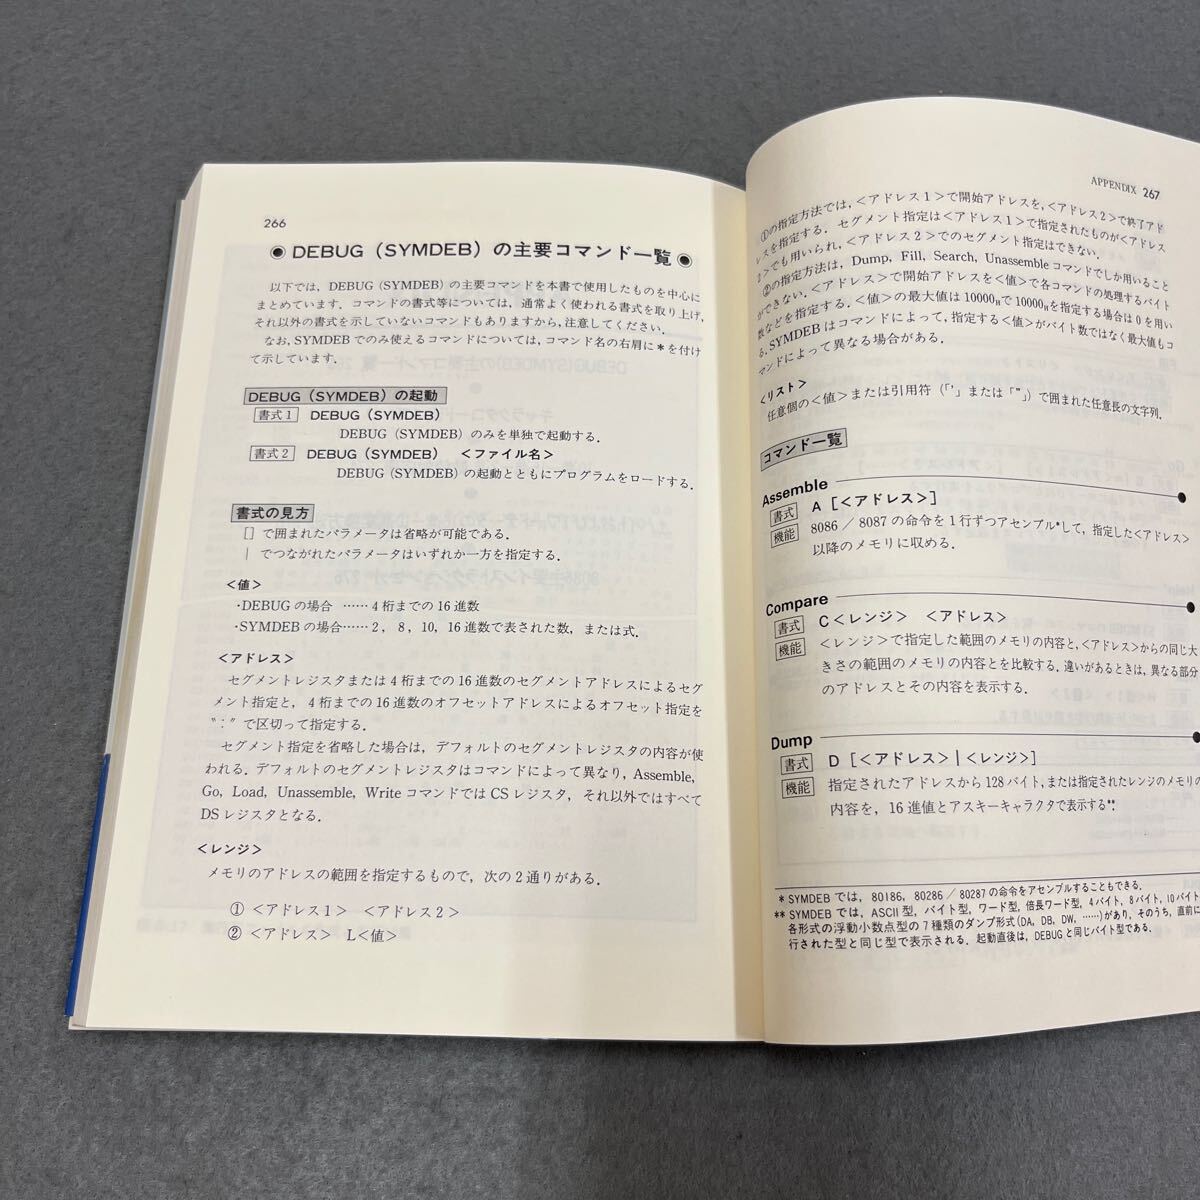 266
◉ DEBUG (SYMDEB) の主要コマンド一覧 ◉
以下では, DEBUG (SYMDEB) の主要コマンドを本書で使用したものを中心に
まとめています. コマンドの書式等については, 通常よく使われる書式を取り上げ,
それ以外の書式を示していないコマンドもありますから, 注意してください.
なお, SYMDEB でのみ使えるコマンドについては, コマンド名の右肩に * を付け
て示しています.
DEBUG (SYMDEB) の起動
書式1 DEBUG (SYMDEB)
DEBUG (SYMDEB) のみを単独で起動する.
書式2 DEBUG (SYMDEB) <ファイル名>
DEBUG (SYMDEB) の起動とともにプログラムをロードする.
書式の見方
[] で囲まれたパラメータは省略が可能である.
| でつながれたパラメータはいずれか一方を指定する.
<値>
・DEBUG の場合 ……4桁までの16進数
・SYMDEB の場合……2, 8, 10, 16進数で表された数, または式.
<アドレス>
セグメントレジスタまたは4桁までの16進数のセグメントアドレスによるセグ
メント指定と, 4桁までの16進数のオフセットアドレスによるオフセット指定を
〝:〞で区切って指定する.
セグメント指定を省略した場合は, デフォルトのセグメントレジスタの内容が使
われる. デフォルトのセグメントレジスタはコマンドによって異なり, Assemble,
Go, Load, Unassemble, Write コマンドでは CS レジスタ, それ以外ではすべて
DS レジスタとなる.
<レンジ>
メモリのアドレスの範囲を指定するもので, 次の2通りがある.
① <アドレス1> <アドレス2>
② <アドレス> L<値>
APPENDIX 267
①の指定方法では, <アドレス1>で開始アドレスを, <アドレス2>で終了アド
レスを指定する. セグメント指定は<アドレス1>で指定されたものが<アドレス
2>でも用いられ, <アドレス2>でのセグメント指定はできない.
②の指定方法は, Dump, Fill, Search, Unassemble コマンドでしか用いること
ができない. <アドレス>で開始アドレスを<値>で各コマンドの処理するバイト
数などを指定する. <値>の最大値は10000Hで10000Hを指定する場合は0を用い
る. SYMDEB はコマンドによって, 指定する<値>がバイト数ではなく最大値もコ
マンドによって異なる場合がある.
<リスト>
任意個の<値>または引用符(「'」または「"」)で囲まれた任意長の文字列.
コマンド一覧
Assemble
書式 A [<アドレス>]
機能 8086/8087の命令を1行ずつアセンブル*して, 指定した<アドレス>
以降のメモリに収める.
Compare
書式 C<レンジ> <アドレス>
機能 <レンジ>で指定した範囲のメモリの内容と, <アドレス>からの同じ大
きさの範囲のメモリの内容とを比較する. 違いがあるときは, 異なる部分
のアドレスとその内容を表示する.
Dump
書式 D [<アドレス>|<レンジ>]
機能 指定されたアドレスから128バイト, または指定されたレンジのメモリの
内容を, 16進値とアスキーキャラクタで表示する**.
* SYMDEB では, 80186, 80286/80287の命令をアセンブルすることもできる.
** SYMDEB では, ASCII型, バイト型, ワード型, 倍長ワード型, 4バイト, 8バイト, 10バイト
各形式の浮動小数点型の7種類のダンプ形式 (DA, DB, DW, ……) があり, そのうち, 直前に
行された型と同じ型で表示される. 起動直後は, DEBUG と同じバイト型である.